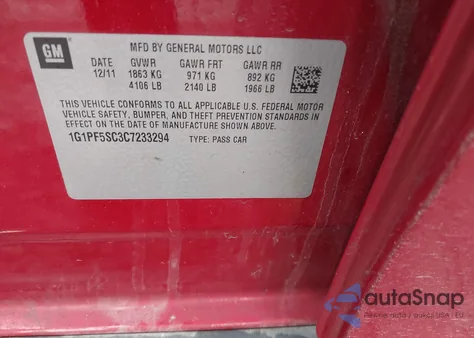 GM
MFD BY GENERAL MOTORS LLC
DATE GVWR GAWR FRT GAWR RR
12/11 1863 KG 971 KG 892 KG
4106 LB 2140 LB 1966 LB
THIS VEHICLE CONFORMS TO ALL APPLICABLE U.S. FEDERAL MOTOR
VEHICLE SAFETY, BUMPER, AND THEFT PREVENTION STANDARDS
IN EFFECT ON THE DATE OF MANUFACTURE SHOWN ABOVE.
1G1PF5SC3C7233294 TYPE: PASS CAR
autoSnap